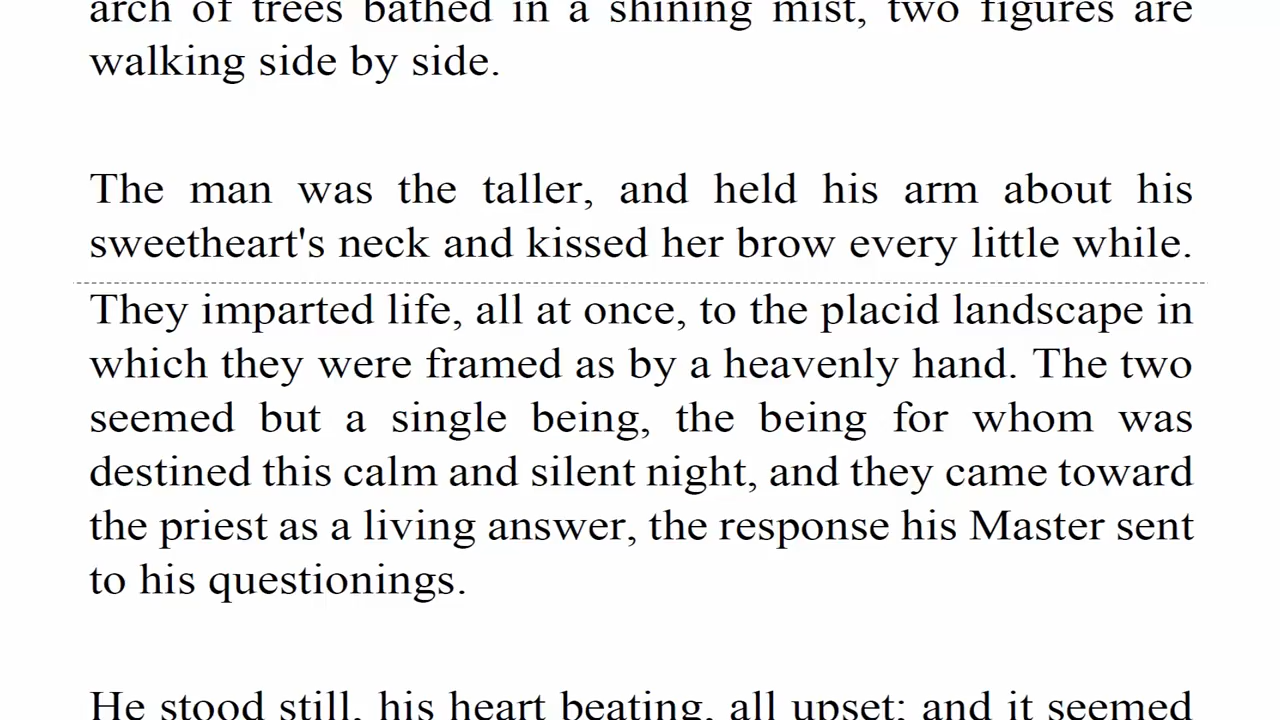 arch of trees bathed in a shining mist, two figures are
walking side by side.
The man was the taller, and held his arm about his
sweetheart's neck and kissed her brow every little while.
They imparted life, all at once, to the placid landscape in
which they were framed as by a heavenly hand. The two
seemed but a single being, the being for whom was
destined this calm and silent night, and they came toward
the priest as a living answer, the response his Master sent
to his questionings.
He stood still, his heart beating, all upset; and it seemed